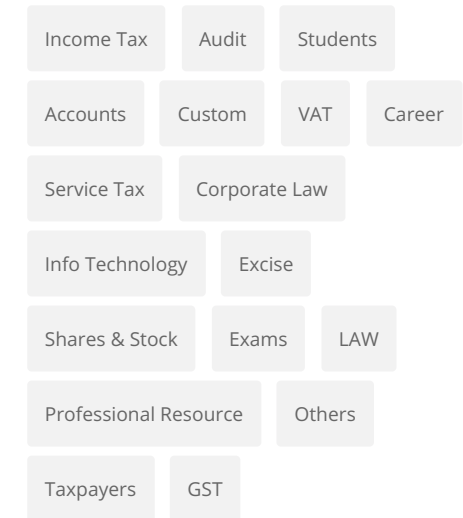 Income Tax Audit Students
Accounts Custom VAT Career
Service Tax Corporate Law
Info Technology Excise
Shares & Stock Exams LAW
Professional Resource Others
Taxpayers GST